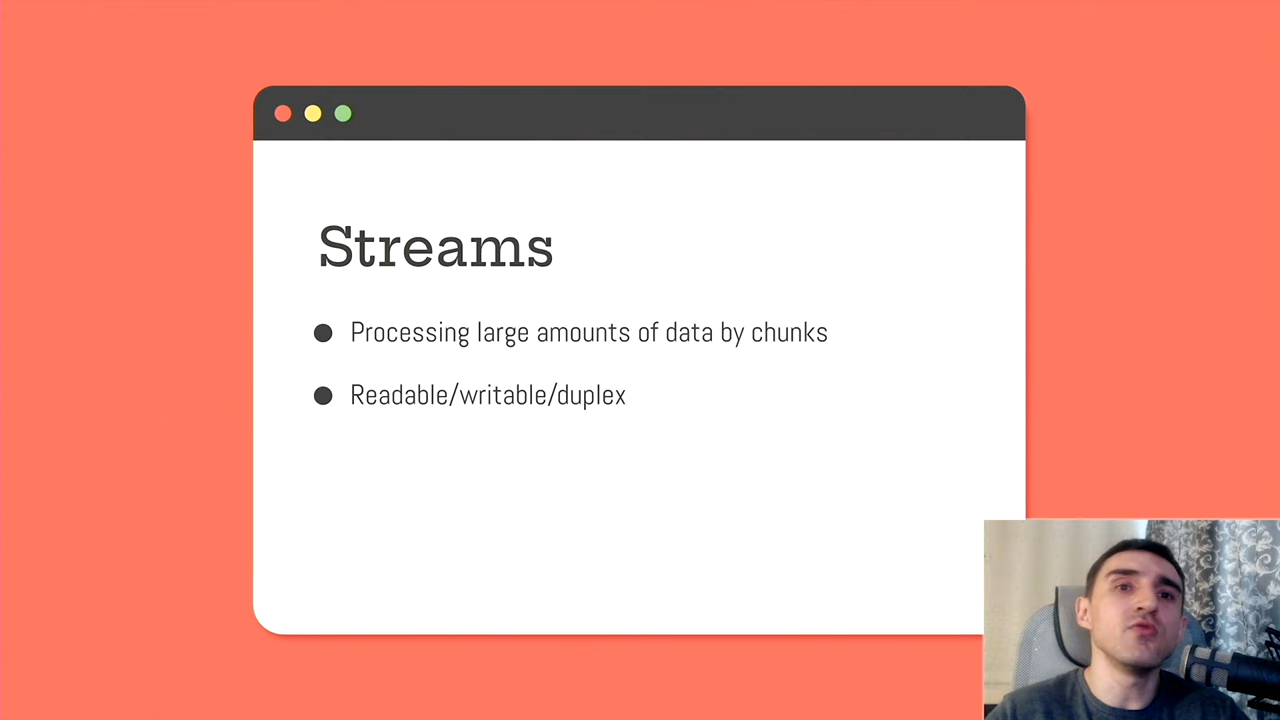 Streams
Processing large amounts of data by chunks
Readable/writable/duplex